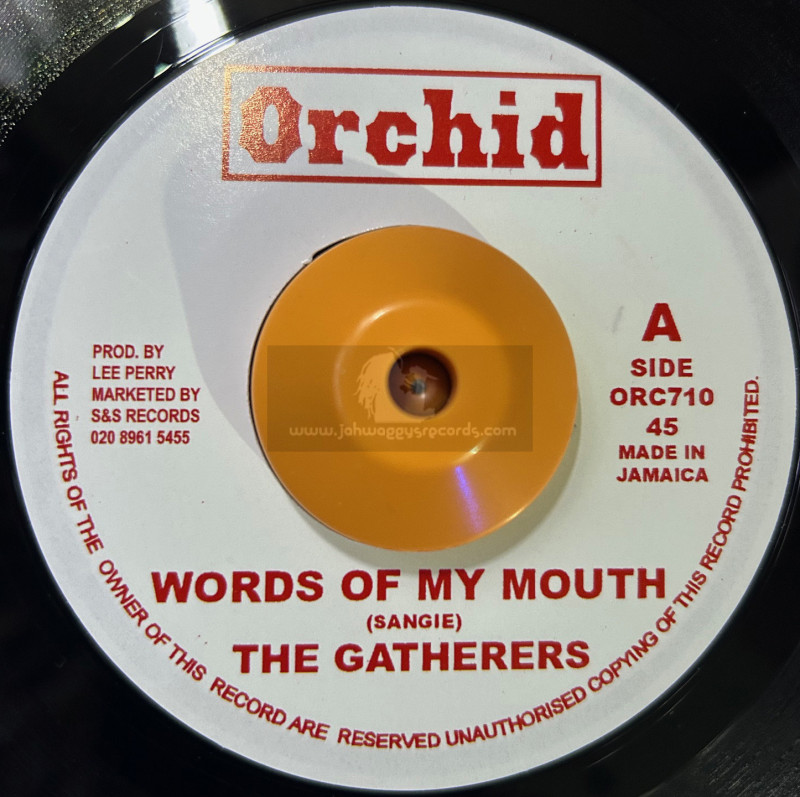 Orchid
PROD. BY
LEE PERRY
MARKETED BY
S&S RECORDS
020 8961 5455
A
SIDE
ORC710
45
MADE IN
JAMAICA
www.jahwaggysrecords.com
WORDS OF MY MOUTH
(SANGIE)
THE GATHERERS
ALL RIGHTS OF THE OWNER OF THIS RECORD ARE RESERVED UNAUTHORISED COPYING OF THIS RECORD PROHIBITED.